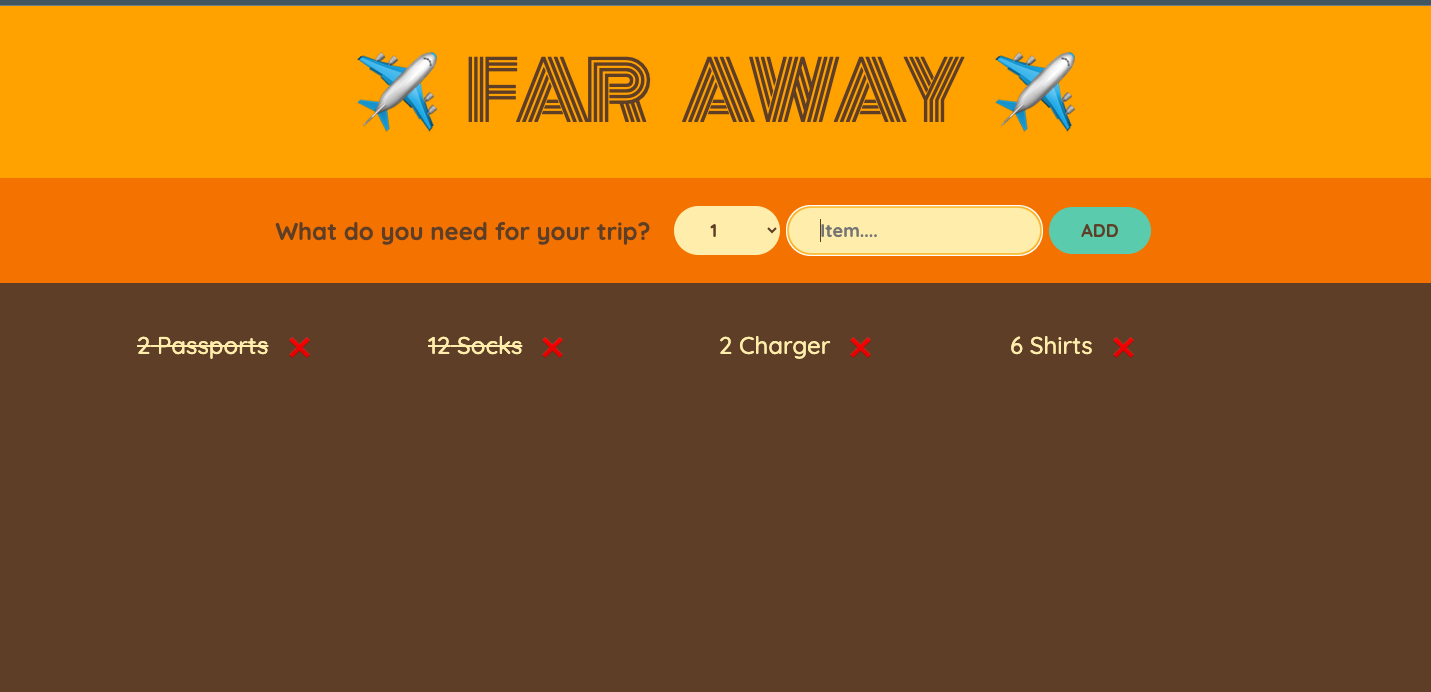 FAR AWAY
What do you need for your trip? 1 Item.... ADD
2 Passports ❌ 12 Socks ❌ 2 Charger ❌ 6 Shirts ❌